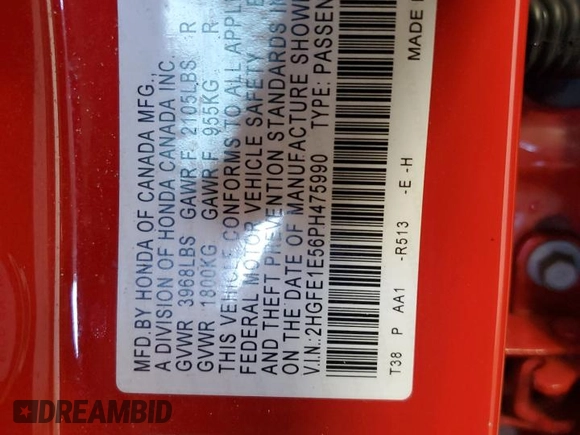 MFD.BY HONDA OF CANADA MFG.,
A DIVISION OF HONDA CANADA INC.
GVWR 3968LBS GAWR F 2105LBS R
GVWR 1800KG GAWR F 955KG R
THIS VEHICLE CONFORMS TO ALL APPL
FEDERAL MOTOR VEHICLE SAFETY
AND THEFT PREVENTION STANDARDS IN
ON THE DATE OF MANUFACTURE SHOWN
V.I.N.: 2HGFE1E56PH475990 TYPE: PASSEN
T38 P AA1 -R513 -E -H MADE
DREAMBID